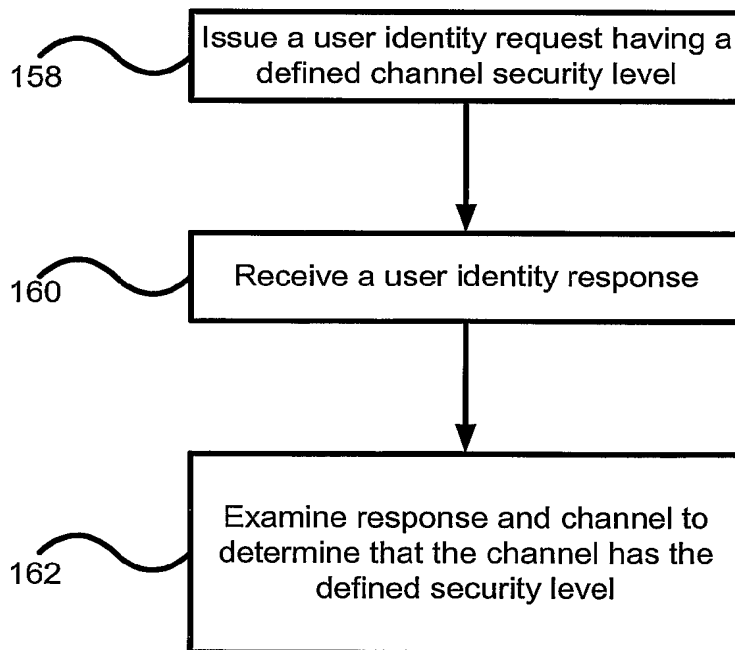 Issue a user identity request having a
defined channel security level
158
Receive a user identity response
160
Examine response and channel to
determine that the channel has the
defined security level
162